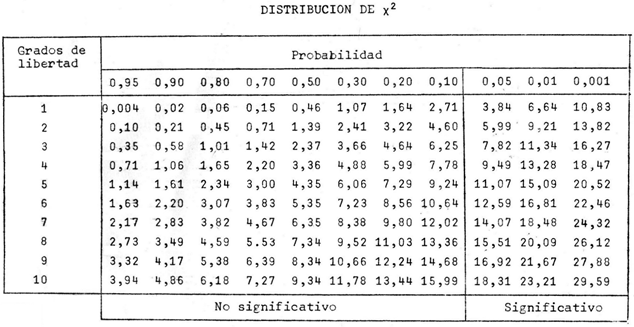 DISTRIBUCION DE χ²
Grados de libertad Probabilidad
0,95 0,90 0,80 0,70 0,50 0,30 0,20 0,10 0,05 0,01 0,001
1 0,004 0,02 0,06 0,15 0,46 1,07 1,64 2,71 3,84 6,64 10,83
2 0,10 0,21 0,45 0,71 1,39 2,41 3,22 4,60 5,99 9,21 13,82
3 0,35 0,58 1,01 1,42 2,37 3,66 4,64 6,25 7,82 11,34 16,27
4 0,71 1,06 1,65 2,20 3,36 4,88 5,99 7,78 9,49 13,28 18,47
5 1,14 1,61 2,34 3,00 4,35 6,06 7,29 9,24 11,07 15,09 20,52
6 1,63 2,20 3,07 3,83 5,35 7,23 8,56 10,64 12,59 16,81 22,46
7 2,17 2,83 3,82 4,67 6,35 8,38 9,80 12,02 14,07 18,48 24,32
8 2,73 3,49 4,59 5.53 7,34 9,52 11,03 13,36 15,51 20,09 26,12
9 3,32 4,17 5,38 6,39 8,34 10,66 12,24 14,68 16,92 21,67 27,88
10 3,94 4,86 6,18 7,27 9,34 11,78 13,44 15,99 18,31 23,21 29,59
No significativo Significativo